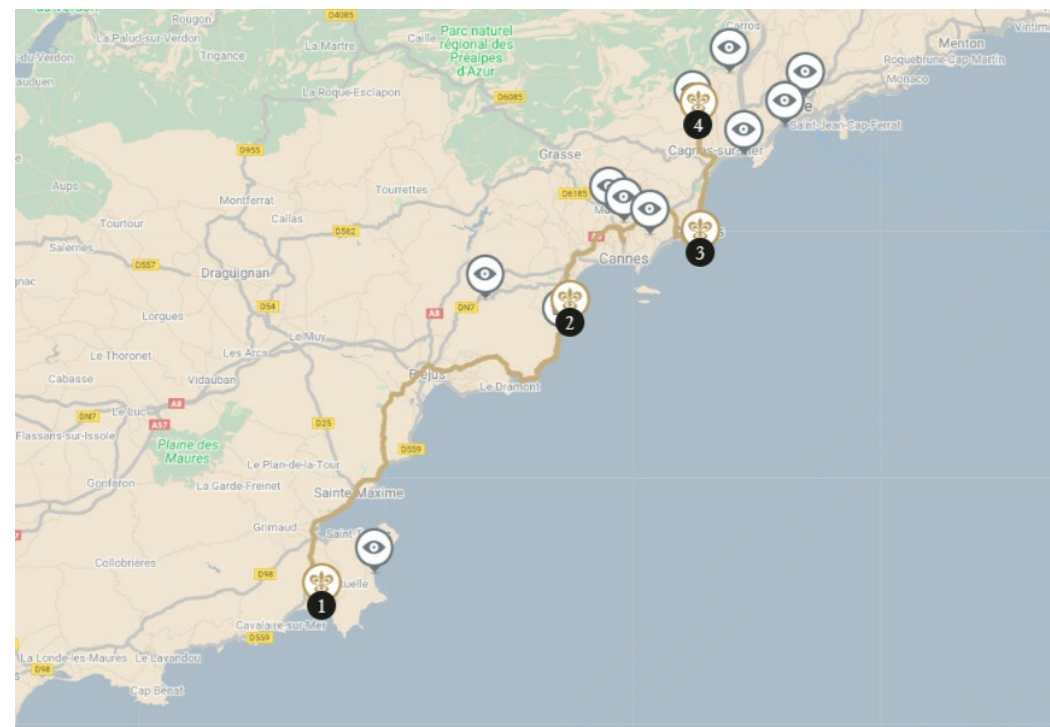 D4085
Rougon
La Palud-sur-Verdon
Trigance
La Martre
Caille
Parc naturel
régional des
Préalpes
d'Azur
Carros
Menton
Roquebrune-Cap-Martin
Monaco
La Roque-Esclapon
D6085
4
Saint-Jean-Cap-Ferrat
D955
Grasse
Cagnes-sur-Mer
Aups
Montferrat
Tourrettes
D6185
Tourtour
Callas
D562
Salernes
Cannes
3
D557
Draguignan
DN7
A8
2
D54
Lorgues
Le Muy
Le Thoronet
Les Arcs
Fréjus
Cabasse
Vidauban
Le Dramont
A8
DN7
Le Luc
A57
D25
Flassans-sur-Issole
Plaine des
Maures
D559
Le Plan-de-la-Tour
Gonfaron
La Garde-Freinet
Sainte-Maxime
Grimaud
Collobrières
D98
1
Cavalaire-sur-Mer
D559
La Londe-les-Maures
Le Lavandou
D98
Cap Bénat